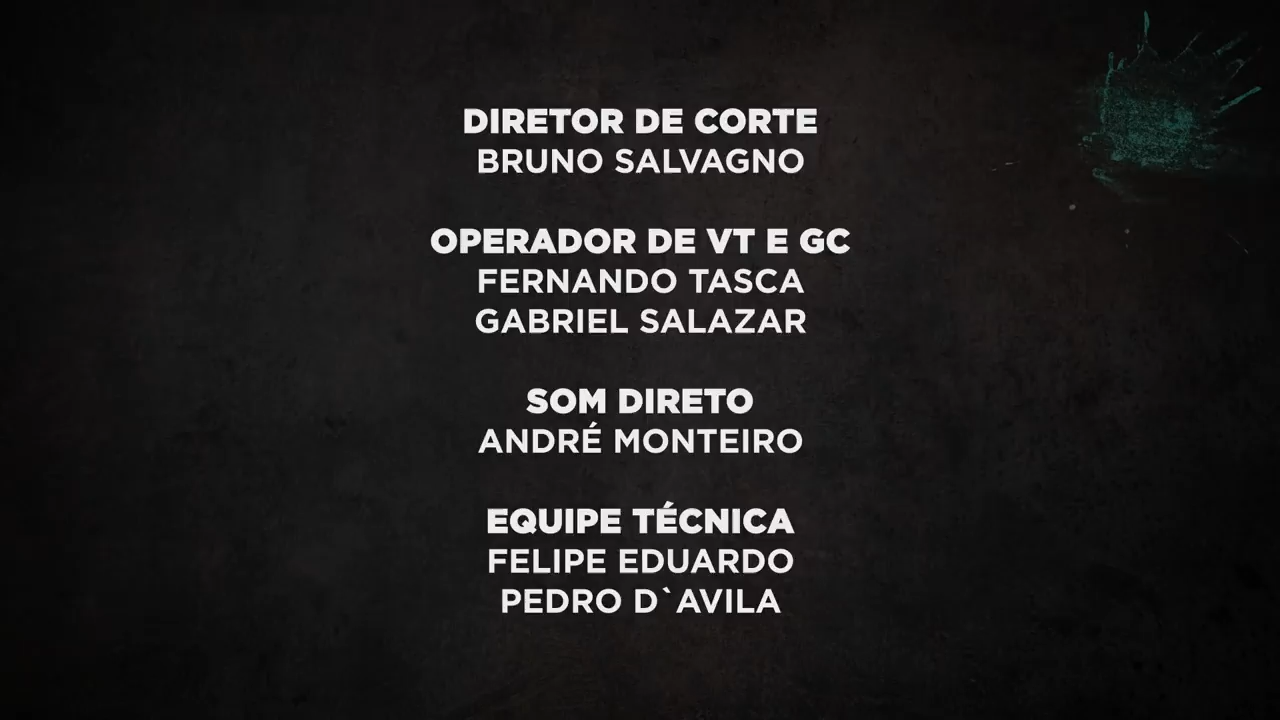 DIRETOR DE CORTE
BRUNO SALVAGNO
OPERADOR DE VT E GC
FERNANDO TASCA
GABRIEL SALAZAR
SOM DIRETO
ANDRÉ MONTEIRO
EQUIPE TÉCNICA
FELIPE EDUARDO
PEDRO D`AVILA